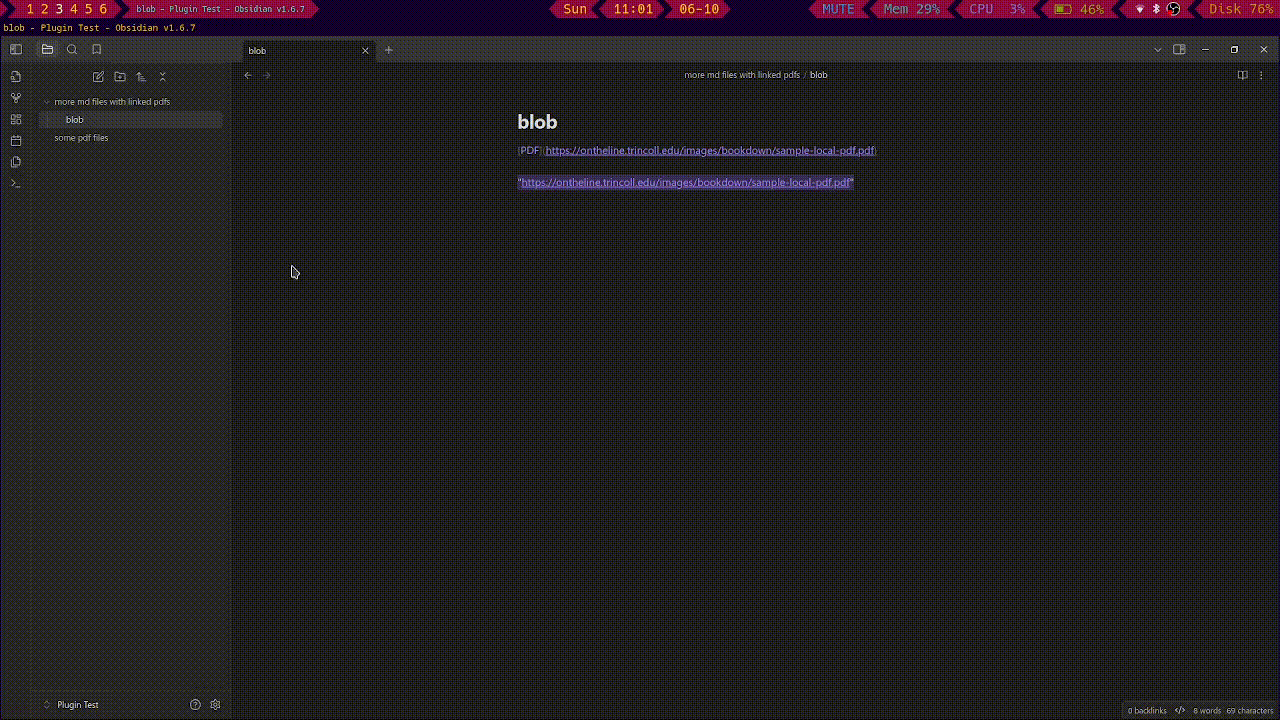 1 2 3 4 5 6 blob - Plugin Test - Obsidian v1.6.7 Sun 11:01 06-10 MUTE Mem 29% CPU 3% 46% Disk 76%
blob - Plugin Test - Obsidian v1.6.7
blob
more md files with linked pdfs / blob
more md files with linked pdfs
blob
some pdf files
blob
[PDF](https://ontheline.trincoll.edu/images/bookdown/sample-local-pdf.pdf)
"https://ontheline.trincoll.edu/images/bookdown/sample-local-pdf.pdf"
Plugin Test
0 backlinks 8 words 69 characters